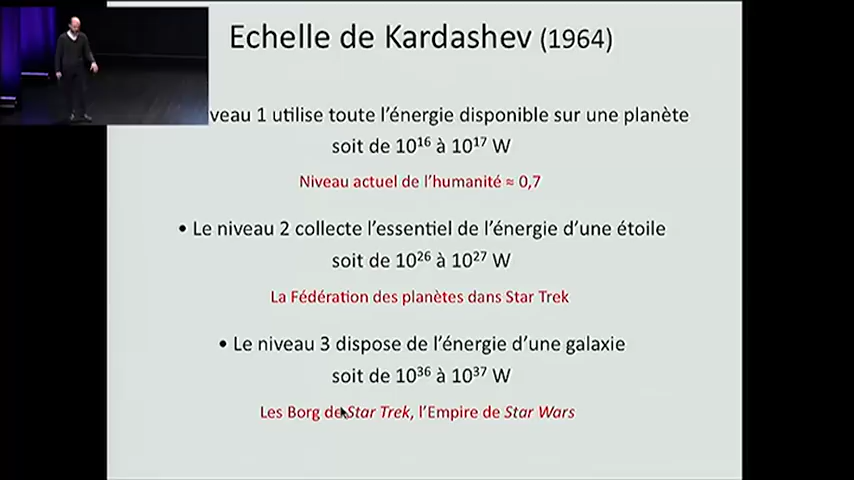 Echelle de Kardashev (1964)
veau 1 utilise toute l’énergie disponible sur une planète
soit de 10¹⁶ à 10¹⁷ W
Niveau actuel de l’humanité ≈ 0,7
• Le niveau 2 collecte l’essentiel de l’énergie d’une étoile
soit de 10²⁶ à 10²⁷ W
La Fédération des planètes dans Star Trek
• Le niveau 3 dispose de l’énergie d’une galaxie
soit de 10³⁶ à 10³⁷ W
Les Borg de Star Trek, l’Empire de Star Wars